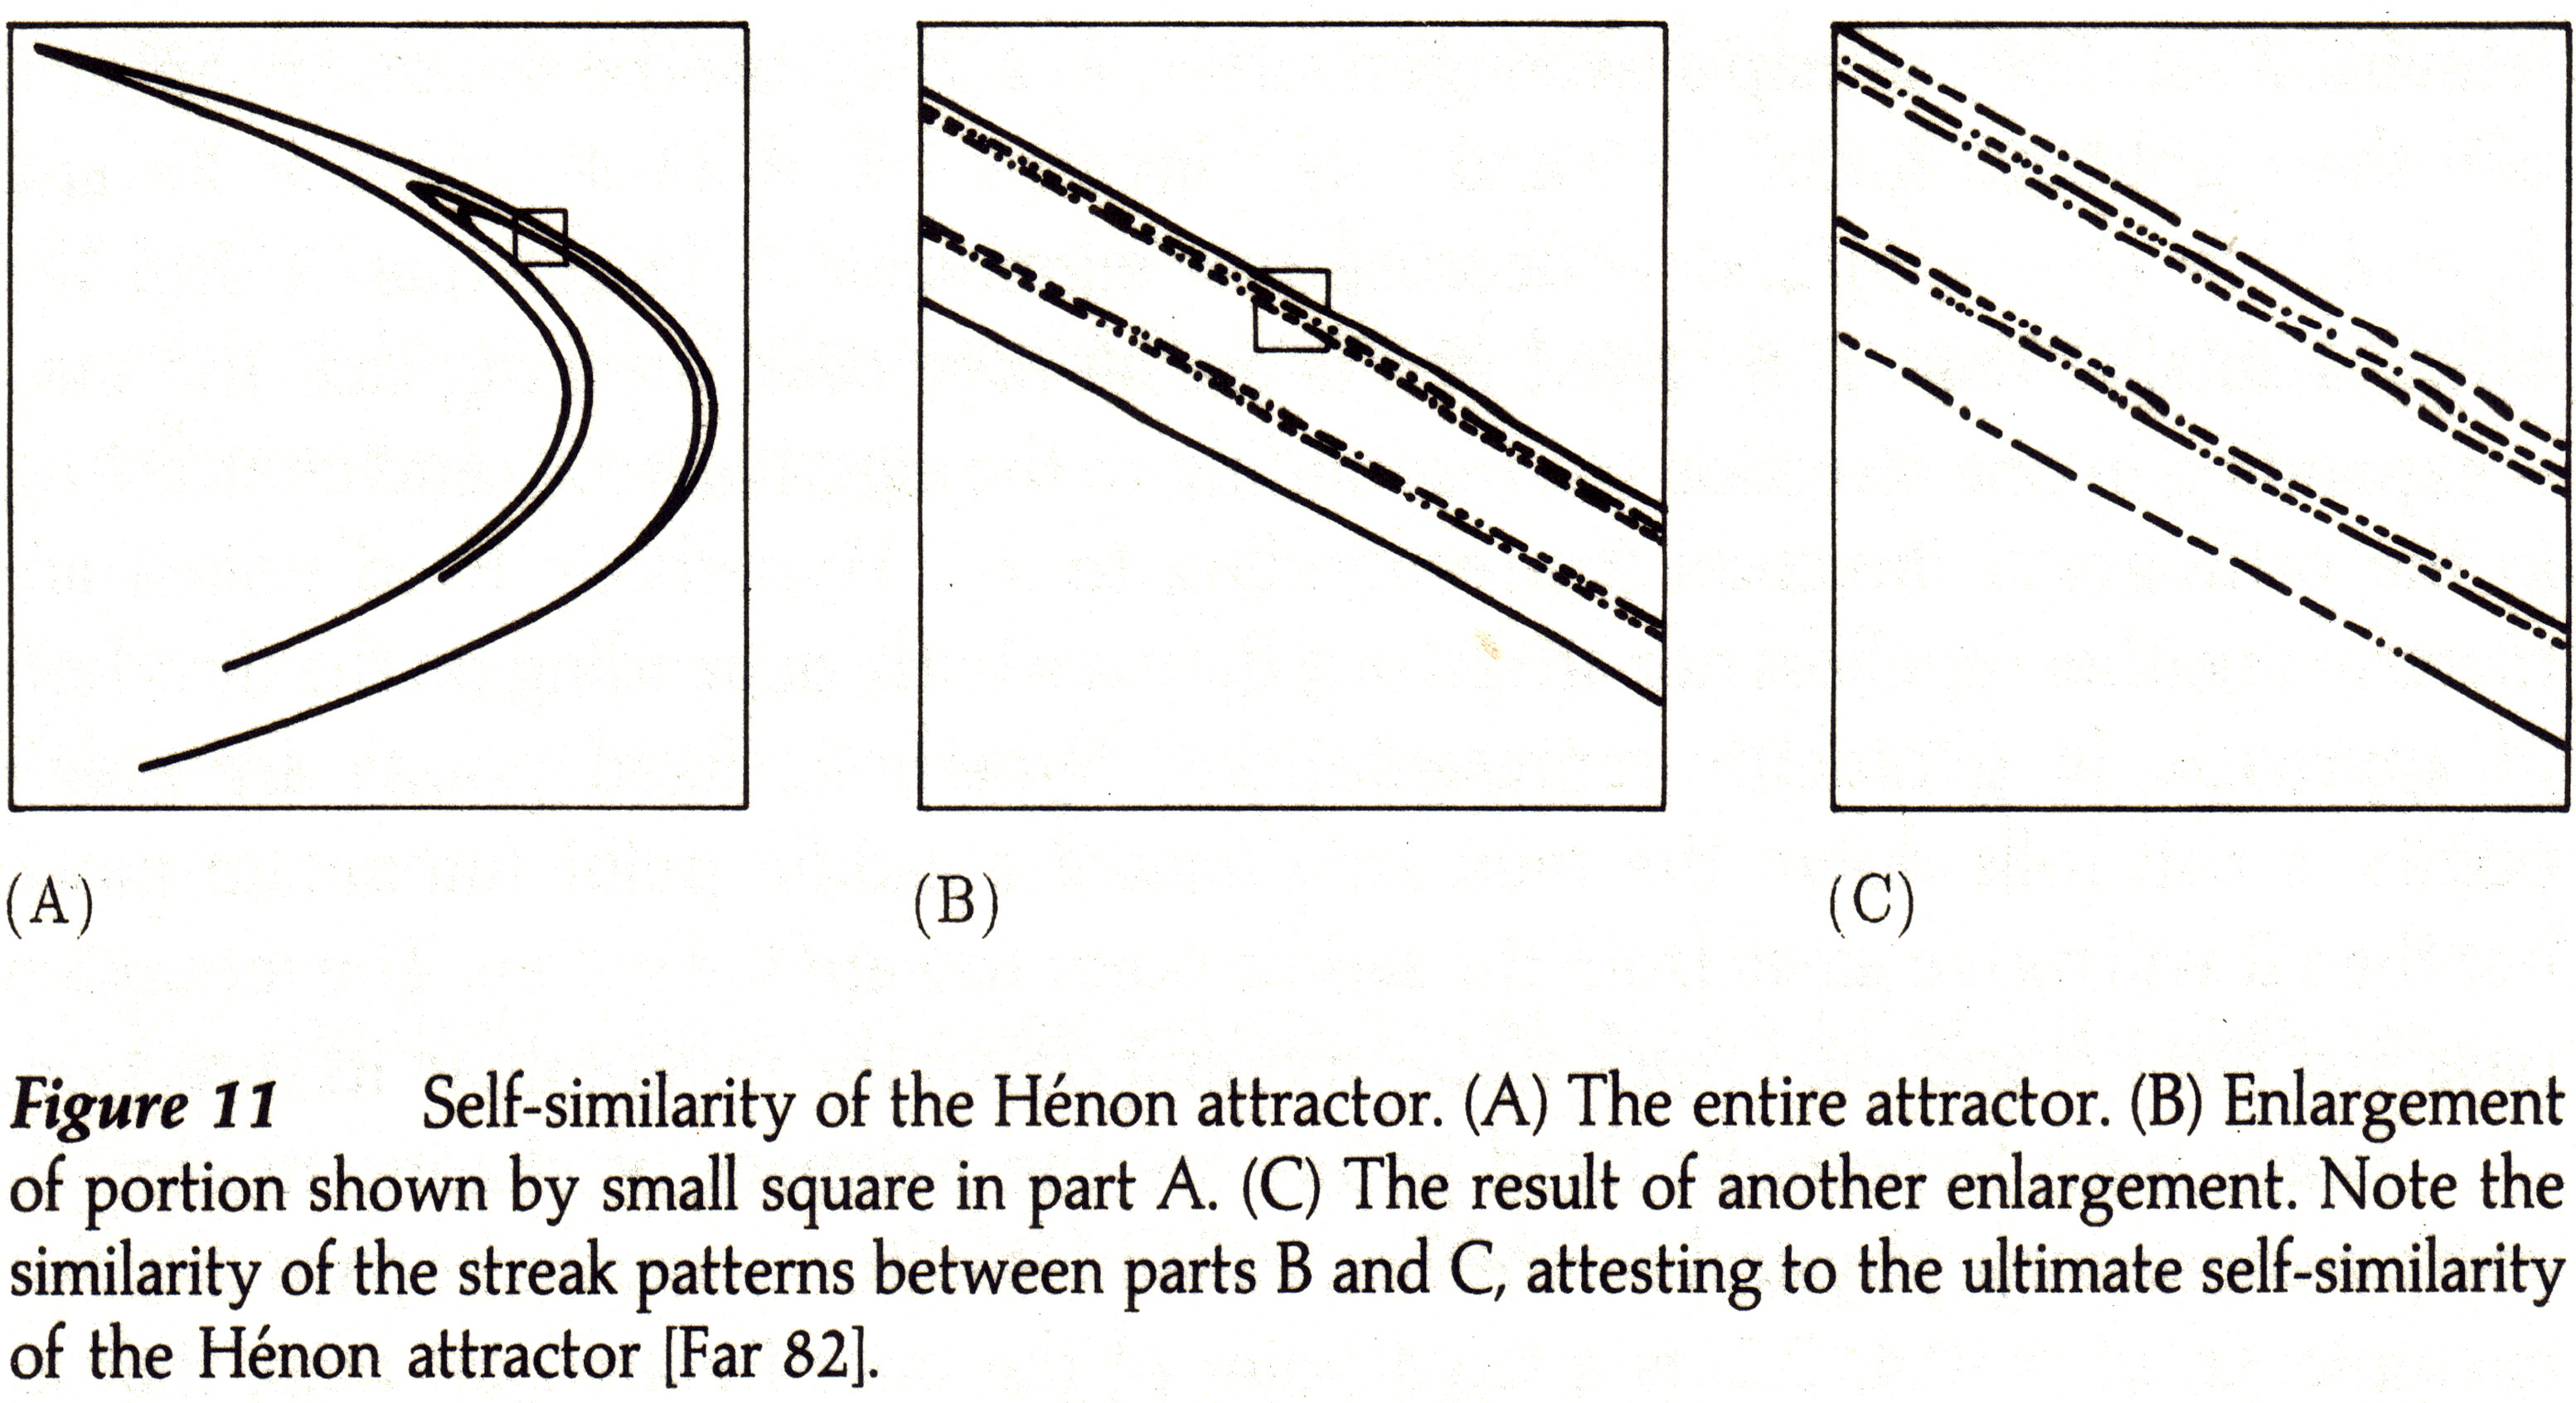 (A) (B) (C)
Figure 11 Self-similarity of the Hénon attractor. (A) The entire attractor. (B) Enlargement
of portion shown by small square in part A. (C) The result of another enlargement. Note the
similarity of the streak patterns between parts B and C, attesting to the ultimate self-similarity
of the Hénon attractor [Far 82].